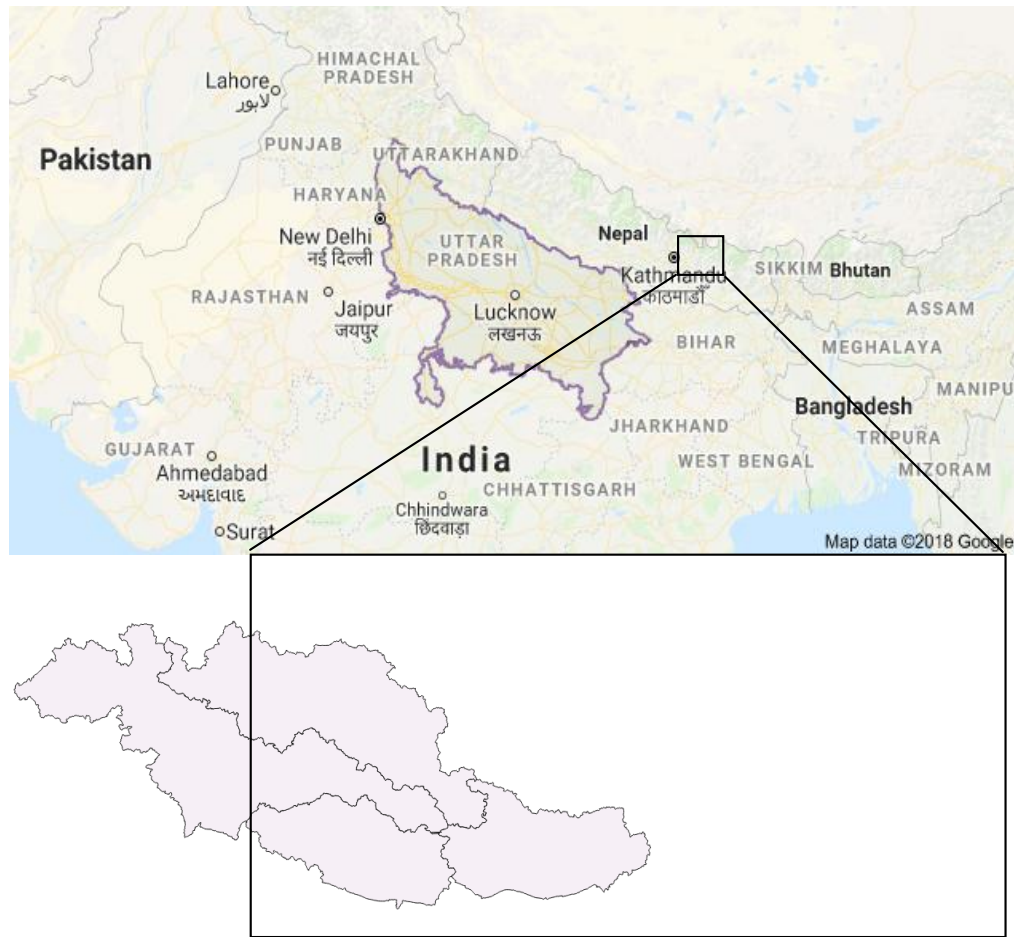 HIMACHAL
PRADESH
Lahore
لاہور
PUNJAB
UTTARAKHAND
Pakistan
HARYANA
New Delhi
नई दिल्ली
UTTAR
PRADESH
Nepal
Kathmandu
काठमाडौँ
SIKKIM
Bhutan
RAJASTHAN
Jaipur
जयपुर
Lucknow
लखनऊ
ASSAM
BIHAR
MEGHALAYA
MANIPU
Bangladesh
JHARKHAND
TRIPURA
GUJARAT
Ahmedabad
અમદાવાદ
India
WEST BENGAL
MIZORAM
CHHATTISGARH
Chhindwara
छिंदवाड़ा
Surat
Map data ©2018 Google